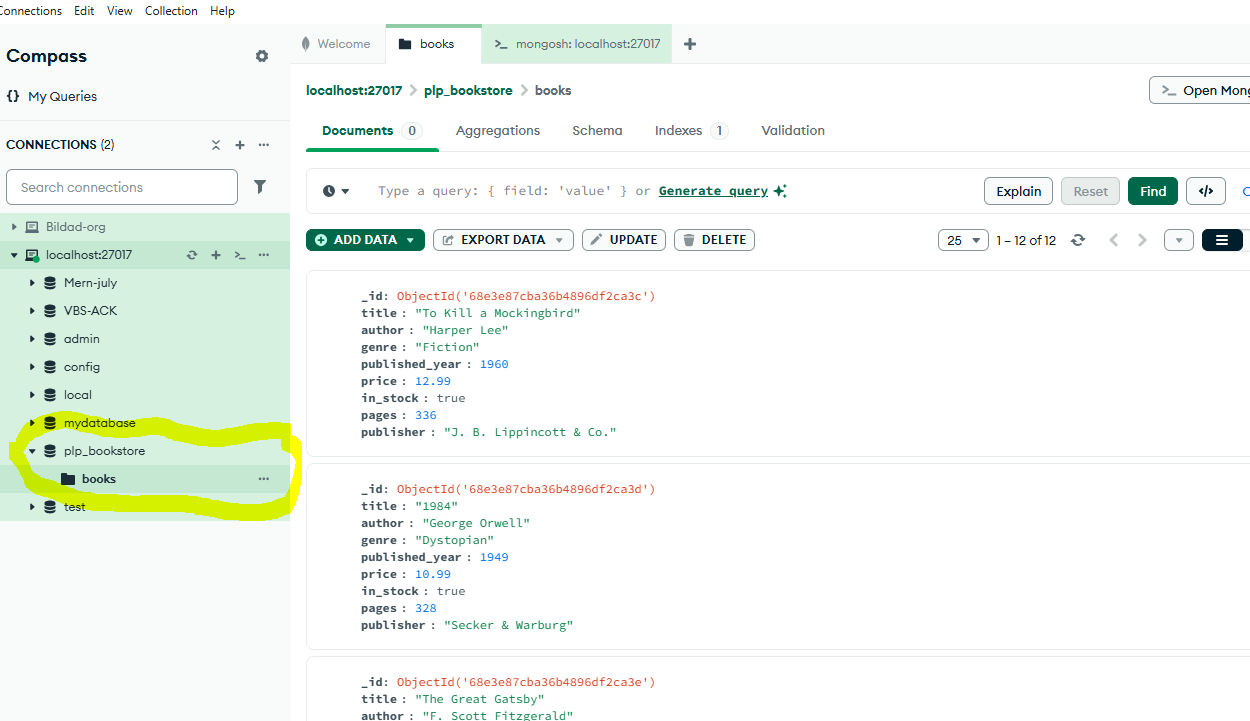 Connections Edit View Collection Help
Compass
{} My Queries
CONNECTIONS (2)
Search connections
Bildad-org
localhost:27017
Mern-july
VBS-ACK
admin
config
local
mydatabase
plp_bookstore
books
test
Welcome
books
>_ mongosh: localhost:27017
localhost:27017 > plp_bookstore > books
>_ Open Mong
Documents 0 Aggregations Schema Indexes 1 Validation
Type a query: { field: 'value' } or Generate query
Explain Reset Find </>
ADD DATA EXPORT DATA UPDATE DELETE
25 1 – 12 of 12
_id: ObjectId('68e3e87cba36b4896df2ca3c')
title : "To Kill a Mockingbird"
author : "Harper Lee"
genre : "Fiction"
published_year : 1960
price : 12.99
in_stock : true
pages : 336
publisher : "J. B. Lippincott & Co."
_id: ObjectId('68e3e87cba36b4896df2ca3d')
title : "1984"
author : "George Orwell"
genre : "Dystopian"
published_year : 1949
price : 10.99
in_stock : true
pages : 328
publisher : "Secker & Warburg"
_id: ObjectId('68e3e87cba36b4896df2ca3e')
title : "The Great Gatsby"
author : "F. Scott Fitzgerald"